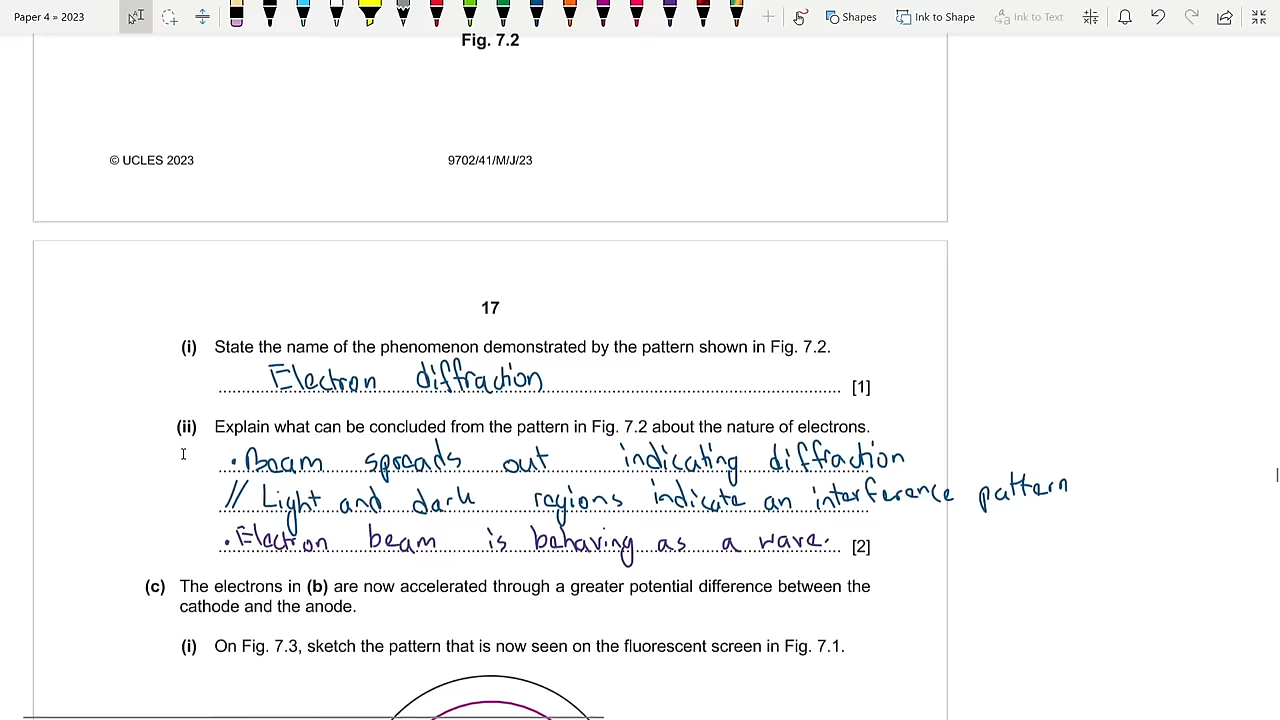 Paper 4 » 2023
Shapes
Ink to Shape
Ink to Text
Fig. 7.2
© UCLES 2023
9702/41/M/J/23
17
(i) State the name of the phenomenon demonstrated by the pattern shown in Fig. 7.2.
Electron diffraction [1]
(ii) Explain what can be concluded from the pattern in Fig. 7.2 about the nature of electrons.
• Beam spreads out indicating diffraction
// Light and dark regions indicate an interference pattern
• Electron beam is behaving as a wave. [2]
(c) The electrons in (b) are now accelerated through a greater potential difference between the
cathode and the anode.
(i) On Fig. 7.3, sketch the pattern that is now seen on the fluorescent screen in Fig. 7.1.